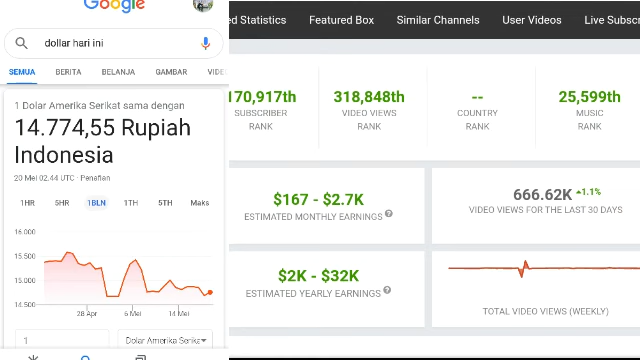 Google
dollar hari ini
SEMUA BERITA BELANJA GAMBAR
1 Dolar Amerika Serikat sama dengan
14.774,55 Rupiah
Indonesia
20 Mei 02.44 UTC · Penafian
1HR 5HR 1BLN 1TH 5TH Maks
16.000
15.500
15.000
14.500
28 Apr 6 Mei 14 Mei
1 Dolar Amerika
Statistics Featured Box Similar Channels User Videos Live
170,917th 318,848th -- 25,599th
SUBSCRIBER VIDEO VIEWS COUNTRY MUSIC
RANK RANK RANK RANK
$167 - $2.7K
ESTIMATED MONTHLY EARNINGS ?
666.62K 1.1%
VIDEO VIEWS FOR THE LAST 30 DAYS
$2K - $32K
ESTIMATED YEARLY EARNINGS ?
TOTAL VIDEO VIEWS (WEEKLY)